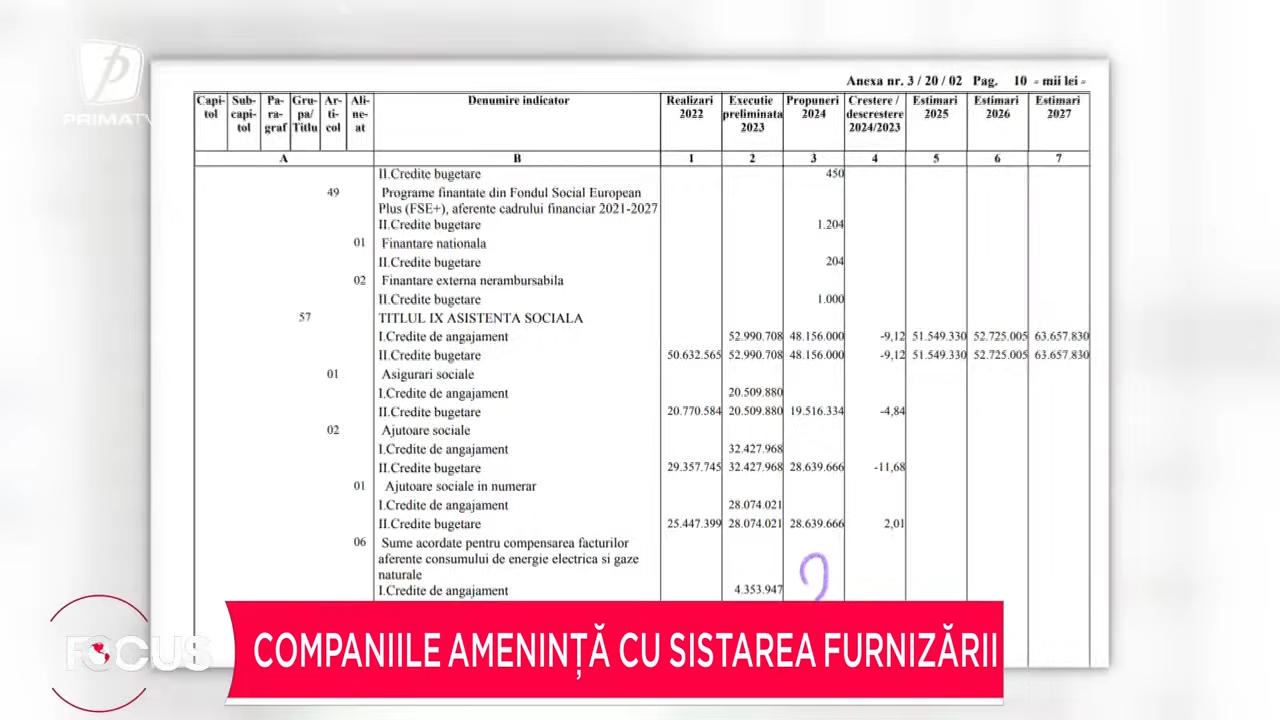 PRIMATV
Anexa nr. 3 / 20 / 02 Pag. 10 - mii lei -
Capi- Sub- Pa- Gru- Ar- Ali- Denumire indicator Realizari Executie Propuneri Crestere / Estimari Estimari Estimari
tol capi- ra- pa/ ti- ne- 2022 preliminata 2024 descrestere 2025 2026 2027
tol graf Titlu col at 2023 2024/2023
A B 1 2 3 4 5 6 7
II.Credite bugetare 450
49 Programe finantate din Fondul Social European
Plus (FSE+), aferente cadrului financiar 2021-2027
II.Credite bugetare 1.204
01 Finantare nationala
II.Credite bugetare 204
02 Finantare externa nerambursabila
II.Credite bugetare 1.000
57 TITLUL IX ASISTENTA SOCIALA
I.Credite de angajament 52.990.708 48.156.000 -9,12 51.549.330 52.725.005 63.657.830
II.Credite bugetare 50.632.565 52.990.708 48.156.000 -9,12 51.549.330 52.725.005 63.657.830
01 Asigurari sociale
I.Credite de angajament 20.509.880
II.Credite bugetare 20.770.584 20.509.880 19.516.334 -4,84
02 Ajutoare sociale
I.Credite de angajament 32.427.968
II.Credite bugetare 29.357.745 32.427.968 28.639.666 -11,68
01 Ajutoare sociale in numerar
I.Credite de angajament 28.074.021
II.Credite bugetare 25.447.399 28.074.021 28.639.666 2,01
06 Sume acordate pentru compensarea facturilor
aferente consumului de energie electrica si gaze
naturale
I.Credite de angajament 4.353.947
FOCUS
COMPANIILE AMENINȚĂ CU SISTAREA FURNIZĂRII